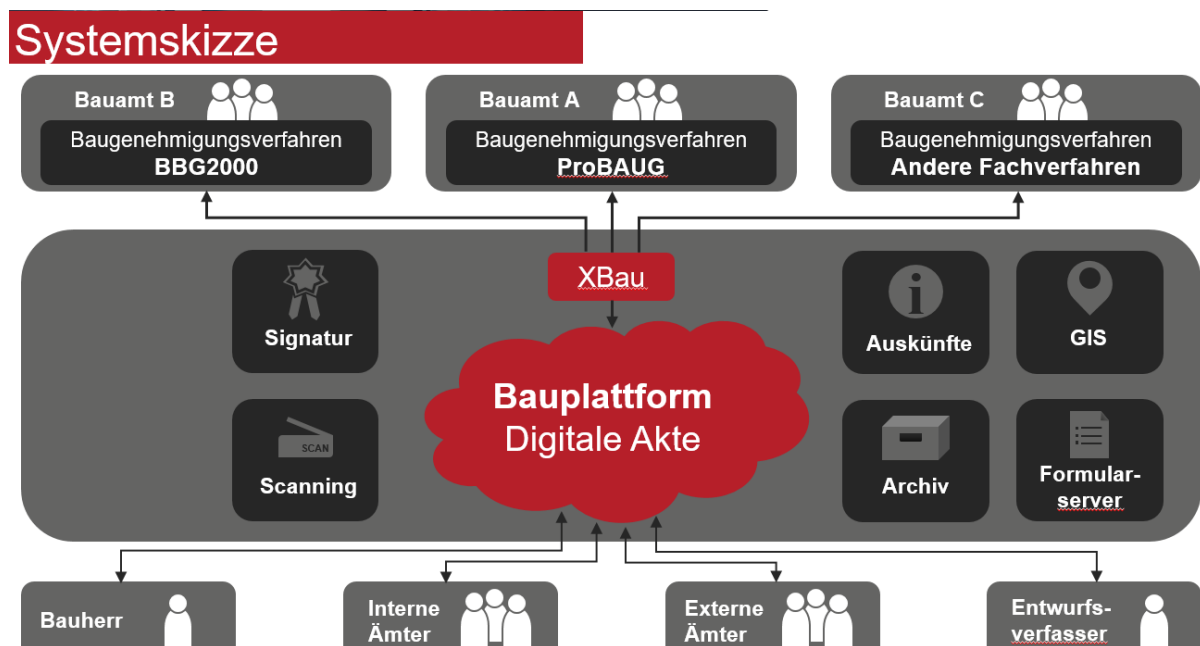 Systemskizze
Bauamt B
Baugenehmigungsverfahren
BBG2000
Bauamt A
Baugenehmigungsverfahren
ProBAUG
Bauamt C
Baugenehmigungsverfahren
Andere Fachverfahren
XBau
Signatur
Auskünfte
GIS
Bauplattform
Digitale Akte
SCAN
Scanning
Archiv
Formular-
server
Bauherr
Interne
Ämter
Externe
Ämter
Entwurfs-
verfasser